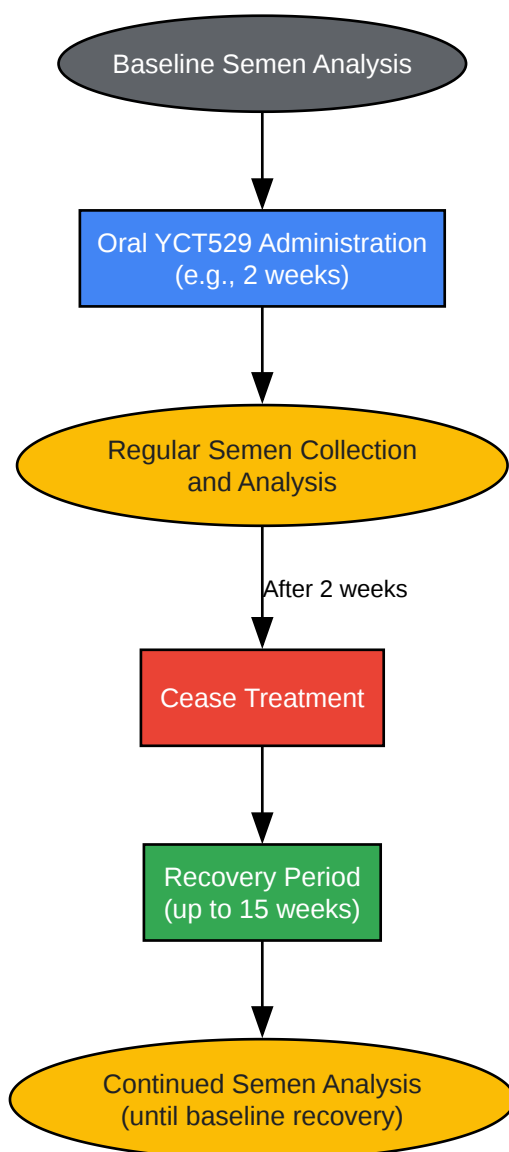 Baseline Semen Analysis
Oral YCT529 Administration
(e.g., 2 weeks)
Regular Semen Collection
and Analysis
After 2 weeks
Cease Treatment
Recovery Period
(up to 15 weeks)
Continued Semen Analysis
(until baseline recovery)